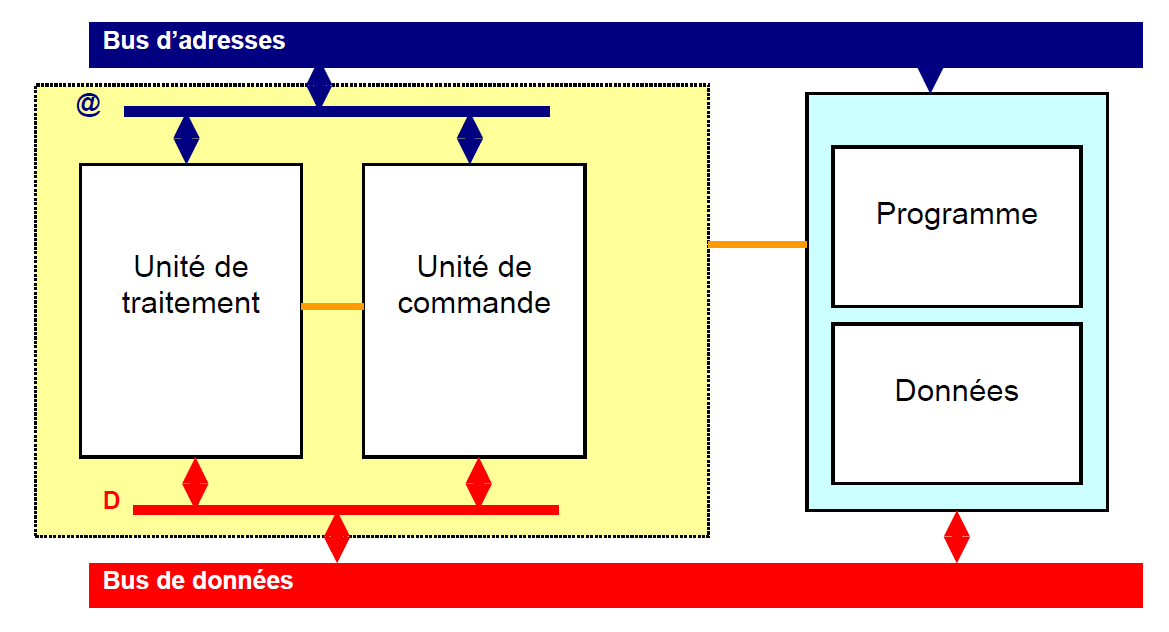 Bus d’adresses
@
Unité de
traitement
Unité de
commande
Programme
Données
D
Bus de données